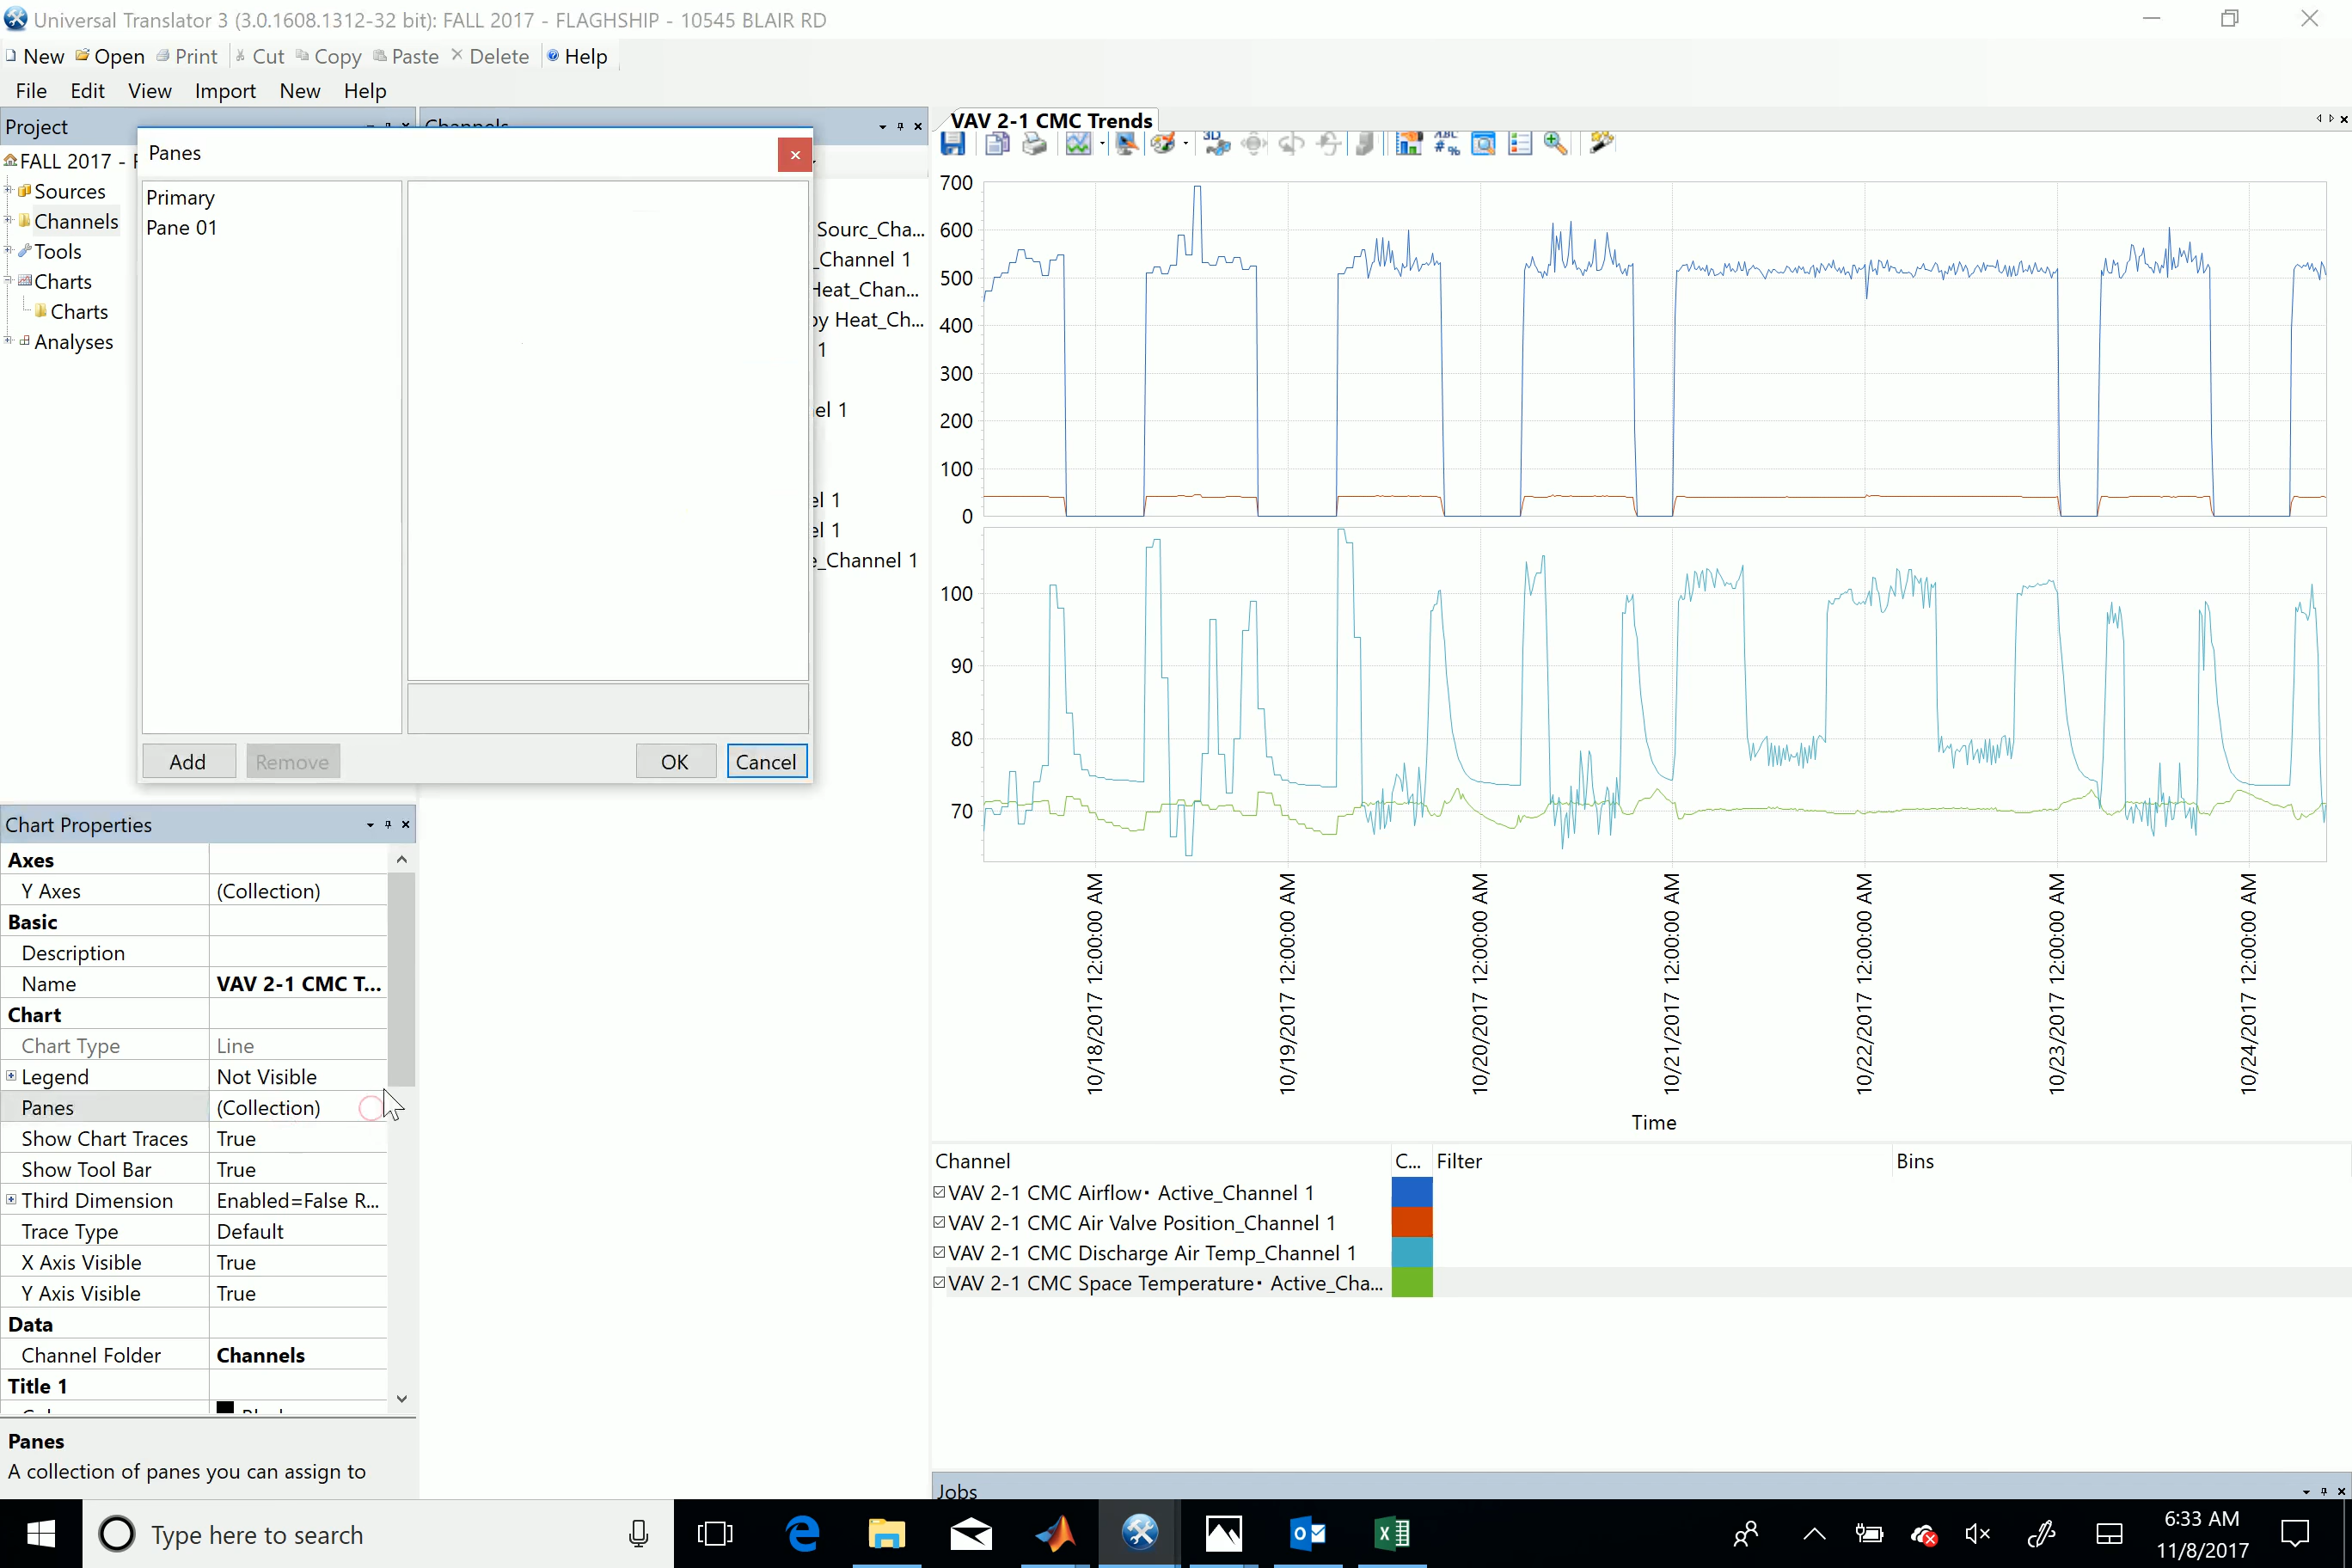 Universal Translator 3 (3.0.1608.1312-32 bit): FALL 2017 - FLAGHSHIP - 10545 BLAIR RD
New Open Print Cut Copy Paste Delete Help
File Edit View Import New Help
Project
Channels
FALL 2017 - F
Sources
Channels
Tools
Charts
Charts
Analyses
Panes
Primary
Pane 01
Add Remove OK Cancel
Sourc_Cha...
_Channel 1
Heat_Chan...
by Heat_Ch...
1
el 1
el 1
el 1
e_Channel 1
VAV 2-1 CMC Trends
3D
ABC
# %
700
600
500
400
300
200
100
0
100
90
80
70
10/18/2017 12:00:00 AM
10/19/2017 12:00:00 AM
10/20/2017 12:00:00 AM
10/21/2017 12:00:00 AM
10/22/2017 12:00:00 AM
10/23/2017 12:00:00 AM
10/24/2017 12:00:00 AM
Time
Channel C... Filter Bins
VAV 2-1 CMC Airflow· Active_Channel 1
VAV 2-1 CMC Air Valve Position_Channel 1
VAV 2-1 CMC Discharge Air Temp_Channel 1
VAV 2-1 CMC Space Temperature· Active_Cha...
Jobs
Chart Properties
Axes
Y Axes (Collection)
Basic
Description
Name VAV 2-1 CMC T...
Chart
Chart Type Line
Legend Not Visible
Panes (Collection)
Show Chart Traces True
Show Tool Bar True
Third Dimension Enabled=False R...
Trace Type Default
X Axis Visible True
Y Axis Visible True
Data
Channel Folder Channels
Title 1
Panes
A collection of panes you can assign to
Type here to search
6:33 AM
11/8/2017